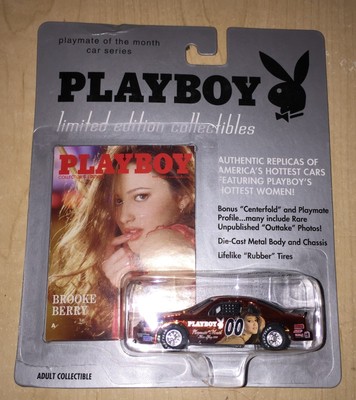 playmate of the month
car series
PLAYBOY
limited edition collectibles
PLAYBOY
AUTHENTIC REPLICAS OF
AMERICA'S HOTTEST CARS
FEATURING PLAYBOY'S
HOTTEST WOMEN!
Bonus "Centerfold" and Playmate
Profile...many include Rare
Unpublished "Outtake" Photos!
Die-Cast Metal Body and Chassis
Lifelike "Rubber" Tires
BROOKE
BERRY
PLAYBOY
00
ADULT COLLECTIBLE